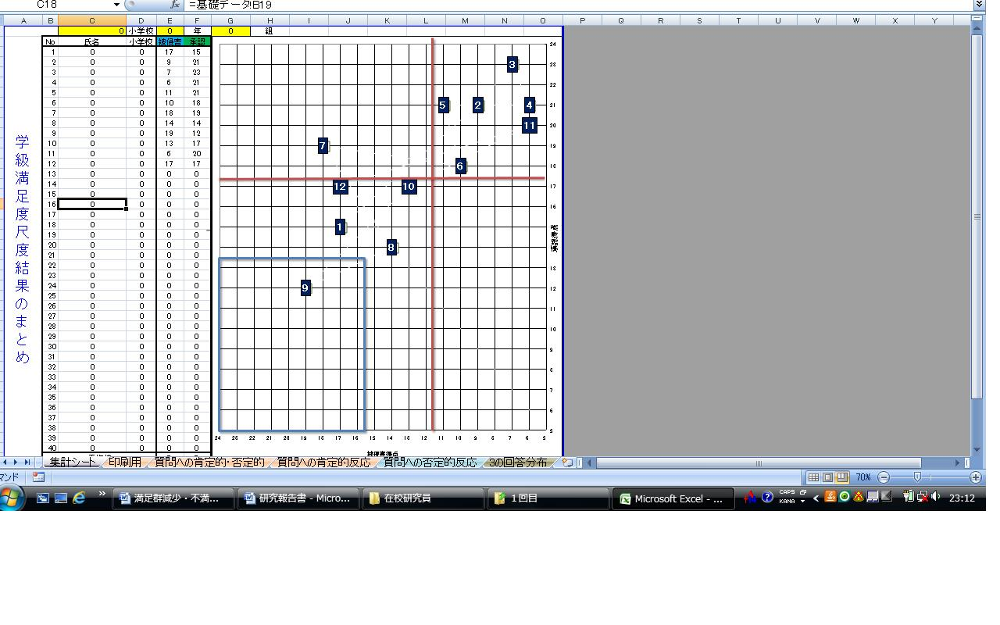 C18 fx =基礎データ!B19
A B C D E F G H I J K L M N O P Q R S T U V W X Y
0 小学校 0 年 0 組
No 氏名 小学校 被侵害 承認
1 0 0 17 15
2 0 0 9 21
3 0 0 7 23
4 0 0 6 21
5 0 0 11 21
6 0 0 10 18
7 0 0 18 19
8 0 0 14 14
9 0 0 19 12
10 0 0 13 17
11 0 0 6 20
12 0 0 17 17
13 0 0 0 0
14 0 0 0 0
15 0 0 0 0
16 0 0 0 0
17 0 0 0 0
18 0 0 0 0
19 0 0 0 0
20 0 0 0 0
21 0 0 0 0
22 0 0 0 0
23 0 0 0 0
24 0 0 0 0
25 0 0 0 0
26 0 0 0 0
27 0 0 0 0
28 0 0 0 0
29 0 0 0 0
30 0 0 0 0
31 0 0 0 0
32 0 0 0 0
33 0 0 0 0
34 0 0 0 0
35 0 0 0 0
36 0 0 0 0
37 0 0 0 0
38 0 0 0 0
39 0 0 0 0
40 0 0 0 0
学級満足度尺度結果のまとめ
3
5 2 4
11
7
6
12 10
1
8
9
24
23
22
21
20
19
18
17
16
13
12
11
10
9
8
7
6
5
承認得点
24 23 22 21 20 19 18 17 16 15 14 13 12 11 10 9 8 7 6 5
被侵害得点
集計シート 印刷用 質問への肯定的・否定的 質問への肯定的反応 質問への否定的反応 3の回答分布
マンド 70%
満足群減少・不満... 研究報告書 - Micro... 在校研究員 1回目 Microsoft Excel - ... CAPS KANA 23:12